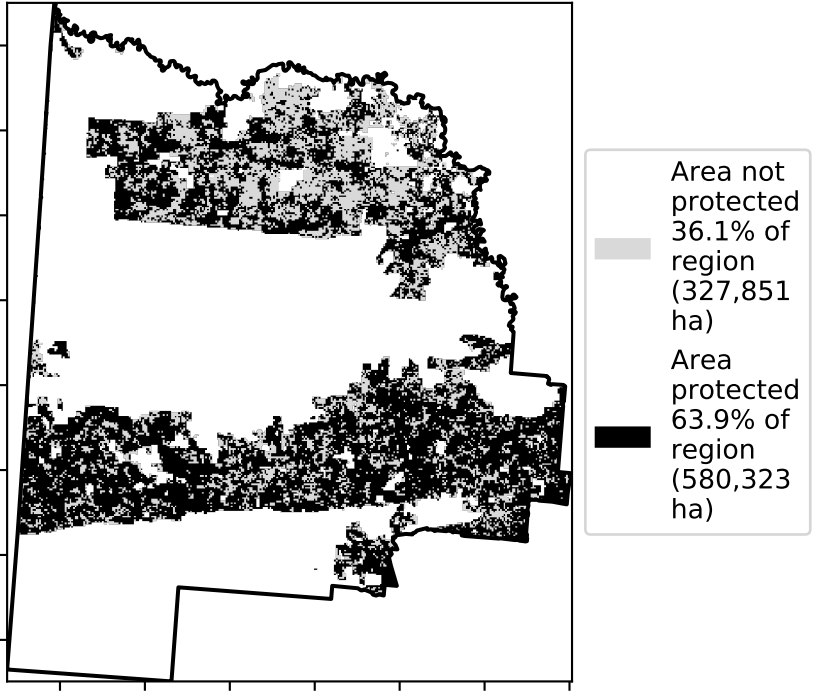 Area not
protected
36.1% of
region
(327,851
ha)
Area
protected
63.9% of
region
(580,323
ha)